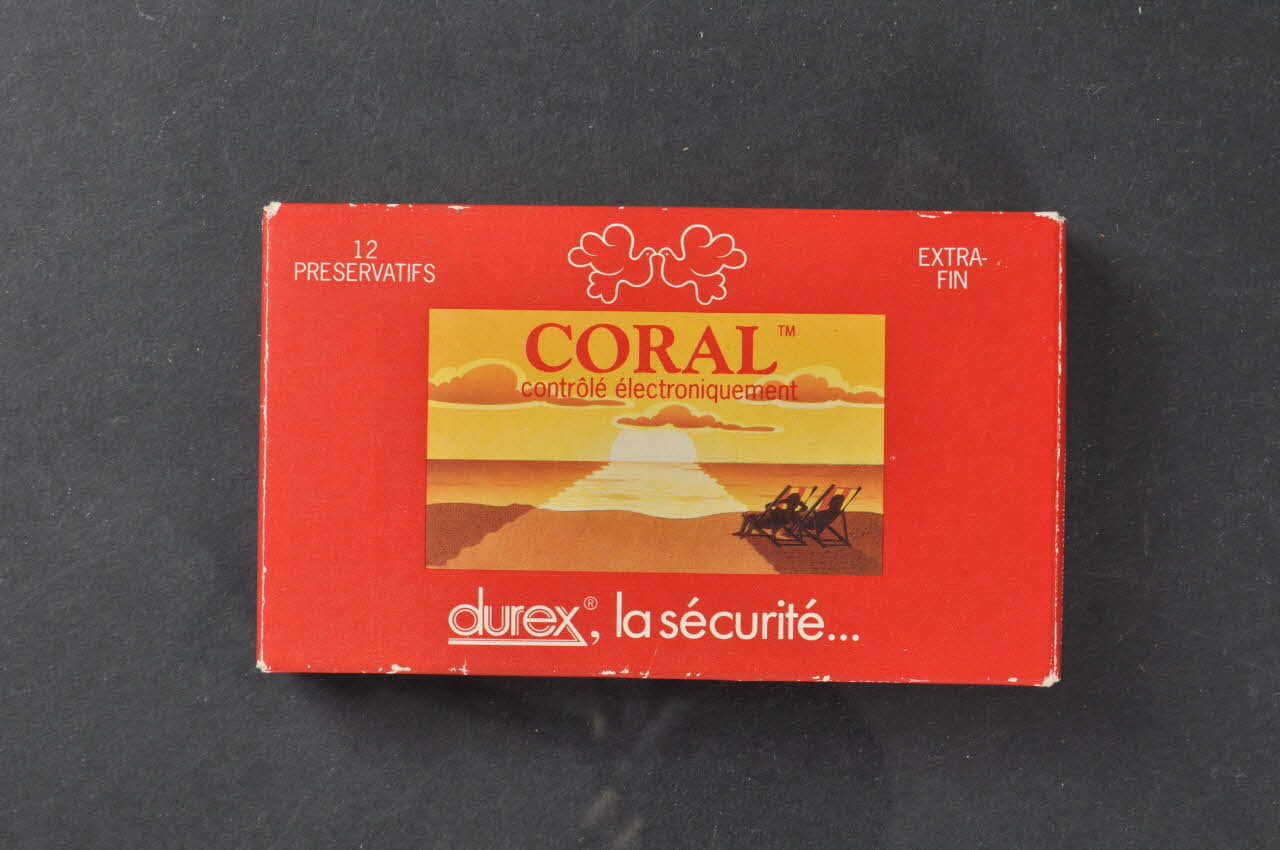 12
PRESERVATIFS
EXTRA-
FIN
CORAL™
contrôlé électroniquement
durex®, la sécurité...